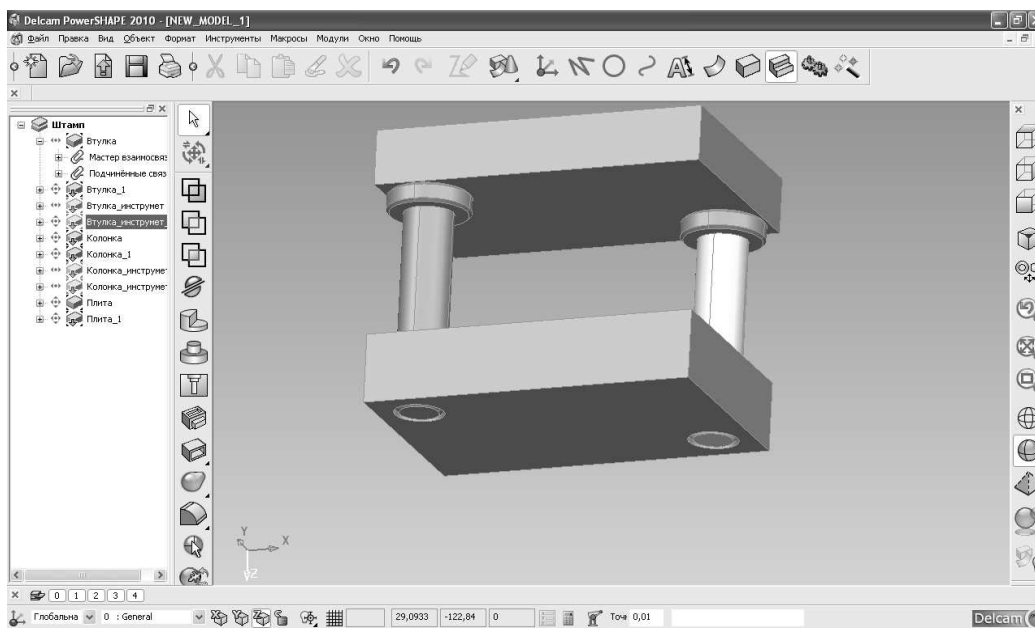 Delcam PowerSHAPE 2010 - [NEW_MODEL_1]
Файл Правка Вид Объект Формат Инструменты Макросы Модули Окно Помощь
Штамп
Втулка
Мастер взаимосвяз
Подчинённые связ
Втулка_1
Втулка_инструмет
Втулка_инструмет_
Колонка
Колонка_1
Колонка_инструме
Колонка_инструме
Плита
Плита_1
Y
X
Z
0 1 2 3 4
Глобальна 0 : General 29,0933 -122,84 0 Точн 0,01 Delcam